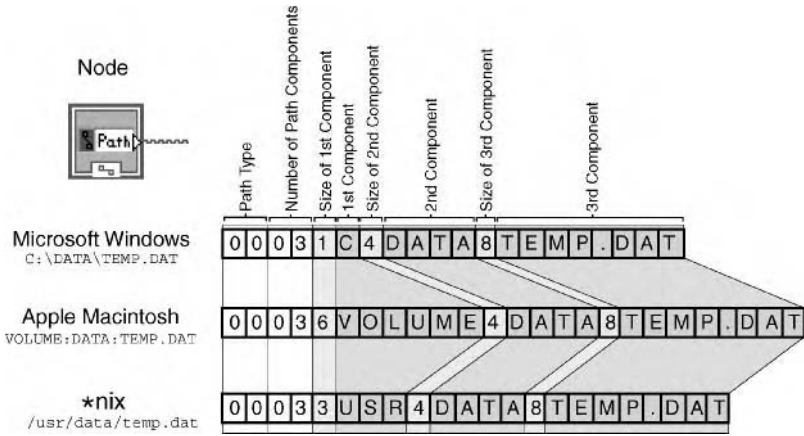 Node
Path
Path Type
Number of Path Components
Size of 1st Component
1st Component
Size of 2nd Component
2nd Component
Size of 3rd Component
3rd Component
Microsoft Windows
C:\DATA\TEMP.DAT
0 0 0 3 1 C 4 D A T A 8 T E M P . D A T
Apple Macintosh
VOLUME:DATA:TEMP.DAT
0 0 0 3 6 V O L U M E 4 D A T A 8 T E M P . D A T
*nix
/usr/data/temp.dat
0 0 0 3 3 U S R 4 D A T A 8 T E M P . D A T